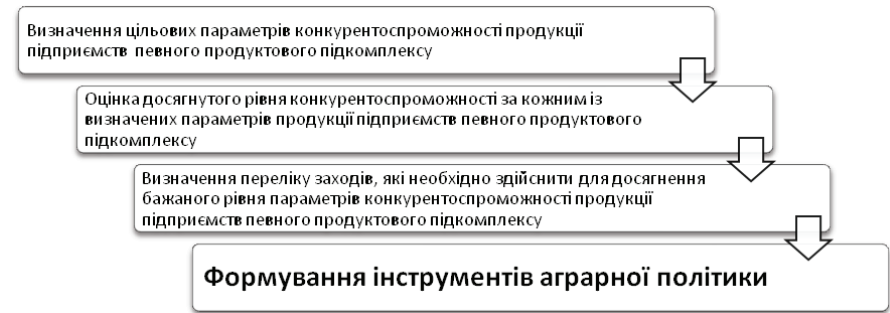 Визначення цільових параметрів конкурентоспроможності продукції
підприємств певного продуктового підкомплексу
Оцінка досягнутого рівня конкурентоспроможності за кожним із
визначених параметрів продукції підприємств певного продуктового
підкомплексу
Визначення переліку заходів, які необхідно здійснити для досягнення
бажаного рівня параметрів конкурентоспроможності продукції
підприємств певного продуктового підкомплексу
Формування інструментів аграрної політики